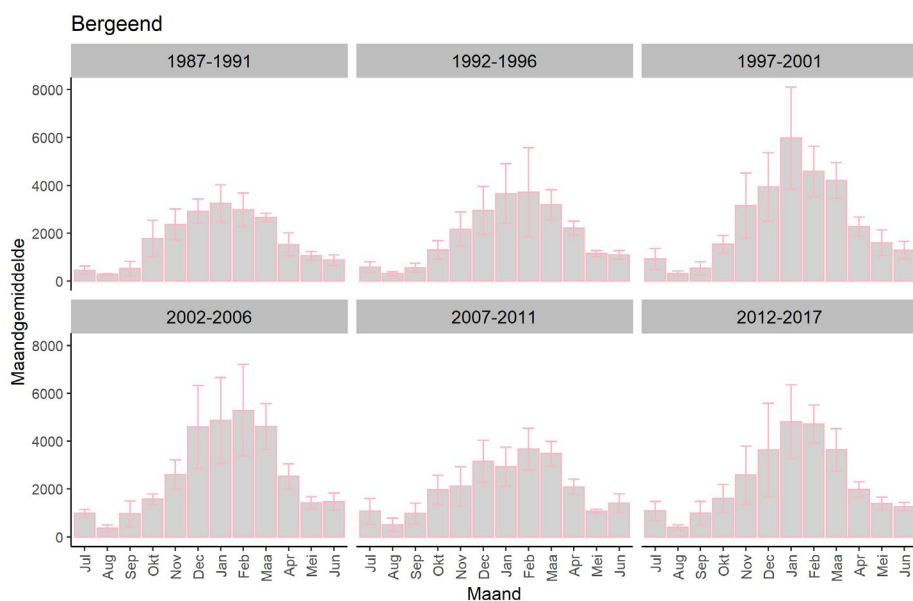 Bergeend
1987-1991 1992-1996 1997-2001
8000
6000
4000
2000
0
2002-2006 2007-2011 2012-2017
8000
6000
4000
2000
0
Maandgemiddelde
Jul Aug Sep Okt Nov Dec Jan Feb Maa Apr Mei Jun Jul Aug Sep Okt Nov Dec Jan Feb Maa Apr Mei Jun Jul Aug Sep Okt Nov Dec Jan Feb Maa Apr Mei Jun
Maand